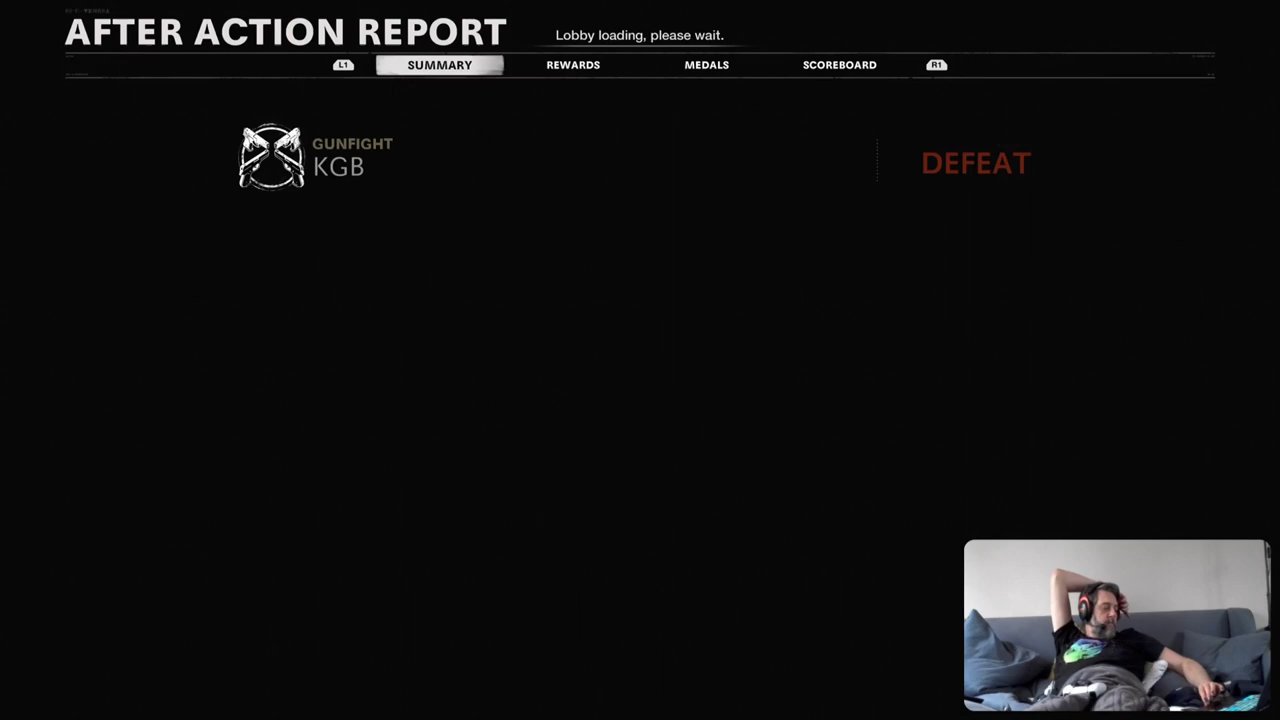 AFTER ACTION REPORT
Lobby loading, please wait.
L1
SUMMARY
REWARDS
MEDALS
SCOREBOARD
R1
GUNFIGHT
KGB
DEFEAT